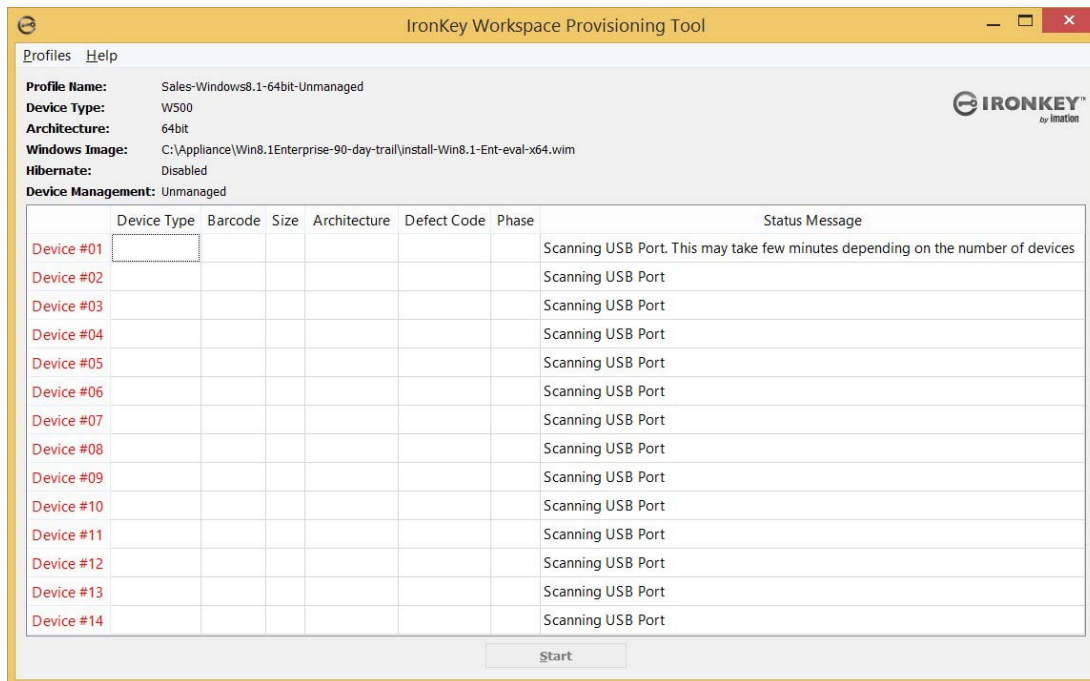 IronKey Workspace Provisioning Tool
Profiles Help
Profile Name: Sales-Windows8.1-64bit-Unmanaged
Device Type: W500
Architecture: 64bit
Windows Image: C:\Appliance\Win8.1Enterprise-90-day-trail\install-Win8.1-Ent-eval-x64.wim
Hibernate: Disabled
Device Management: Unmanaged
IRONKEY™
by imation
Device Type Barcode Size Architecture Defect Code Phase Status Message
Device #01 Scanning USB Port. This may take few minutes depending on the number of devices
Device #02 Scanning USB Port
Device #03 Scanning USB Port
Device #04 Scanning USB Port
Device #05 Scanning USB Port
Device #06 Scanning USB Port
Device #07 Scanning USB Port
Device #08 Scanning USB Port
Device #09 Scanning USB Port
Device #10 Scanning USB Port
Device #11 Scanning USB Port
Device #12 Scanning USB Port
Device #13 Scanning USB Port
Device #14 Scanning USB Port
Start